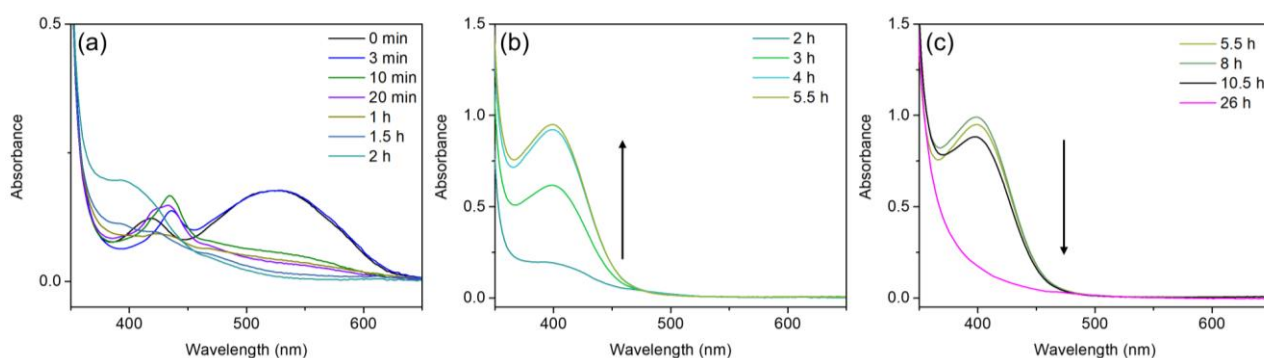 (a)
0.5
0.0
Absorbance
400
500
600
Wavelength (nm)
0 min
3 min
10 min
20 min
1 h
1.5 h
2 h
(b)
1.5
1.0
0.5
0.0
Absorbance
400
500
600
Wavelength (nm)
2 h
3 h
4 h
5.5 h
(c)
1.5
1.0
0.5
0.0
Absorbance
400
500
600
Wavelength (nm)
5.5 h
8 h
10.5 h
26 h